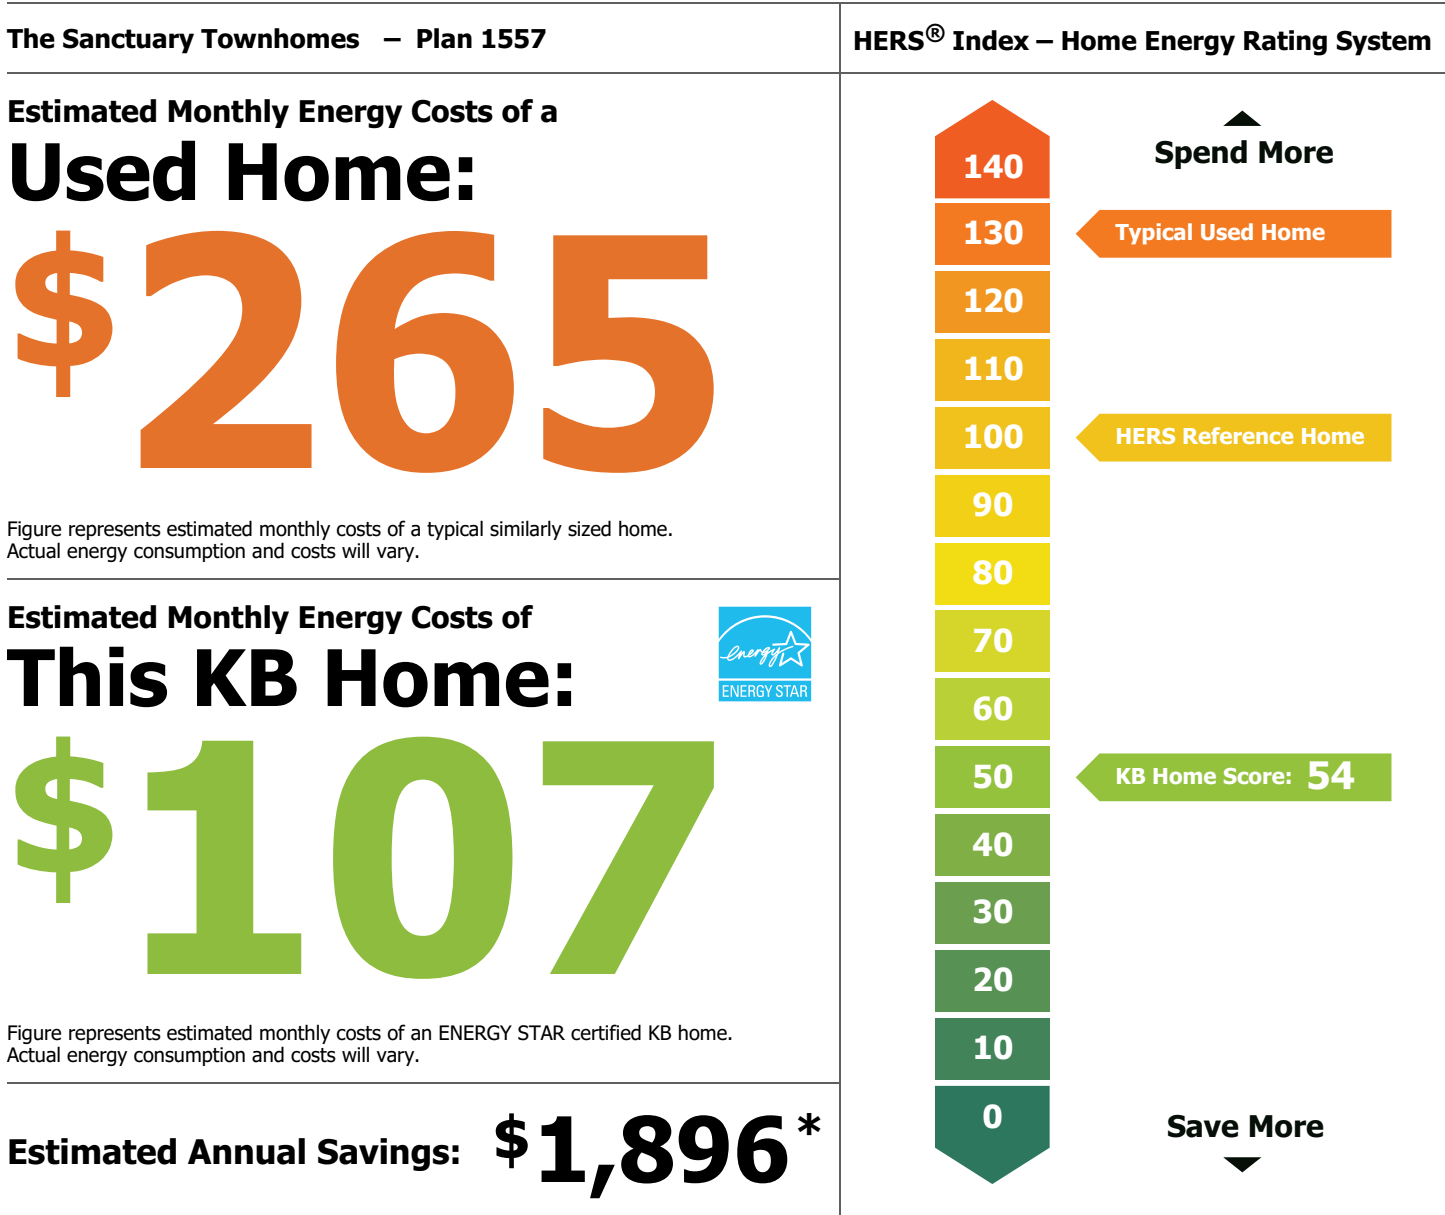 The Sanctuary Townhomes – Plan 1557
Estimated Monthly Energy Costs of a
Used Home:
$265
Figure represents estimated monthly costs of a typical similarly sized home.
Actual energy consumption and costs will vary.
Estimated Monthly Energy Costs of
This KB Home:
energy
ENERGY STAR
$107
Figure represents estimated monthly costs of an ENERGY STAR certified KB home.
Actual energy consumption and costs will vary.
Estimated Annual Savings: $1,896*
HERS® Index – Home Energy Rating System
Spend More
140
130 Typical Used Home
120
110
100 HERS Reference Home
90
80
70
60
50 KB Home Score: 54
40
30
20
10
0
Save More